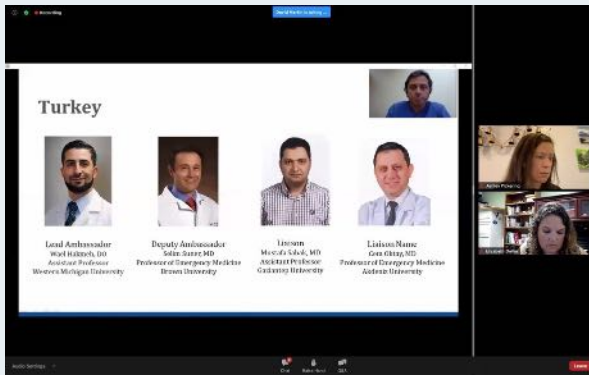 Recording
Turkey
Lead Ambassador
Wael Hakmeh, DO
Assistant Professor
Western Michigan University
Deputy Ambassador
Selim Suner, MD
Professor of Emergency Medicine
Brown University
Liaison
Mustafa Sabak, MD
Assistant Professor
Gaziantep University
Liaison Name
Cem Oktay, MD
Professor of Emergency Medicine
Akdeniz University
Audio Settings
Chat
Raise Hand
Q&A
Leave